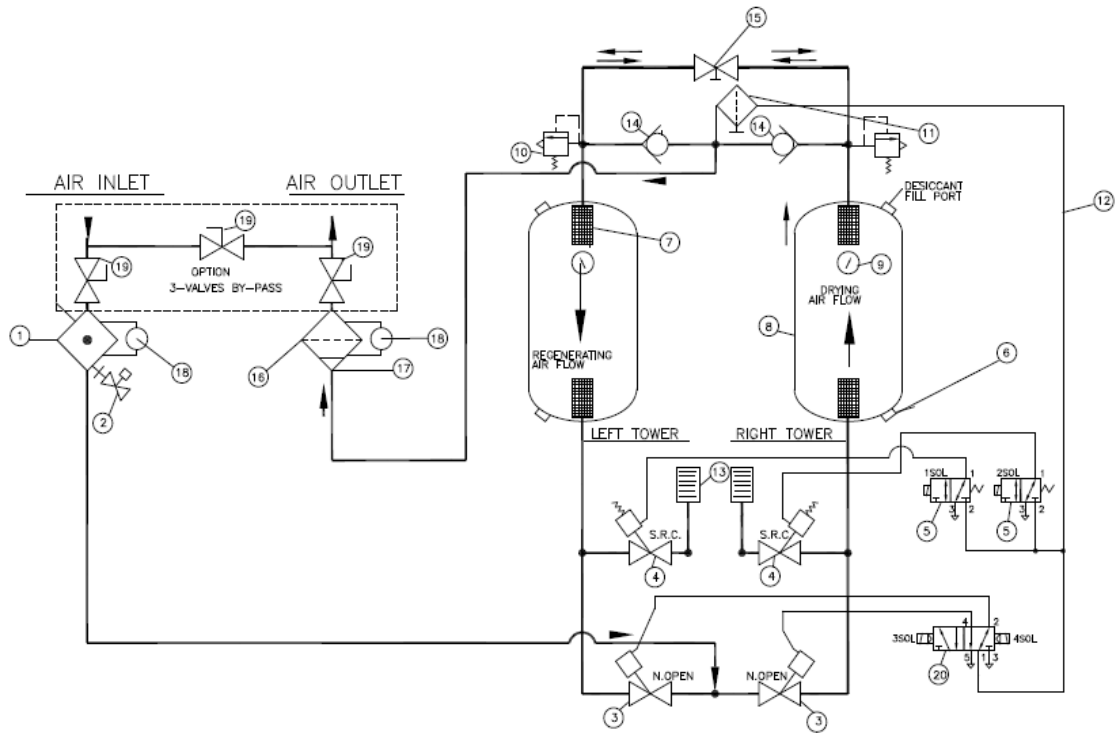 15
14
14
11
10
AIR INLET
AIR OUTLET
DESICCANT
FILL PORT
12
19
19
19
OPTION
3-VALVES BY-PASS
7
9
DRYING
AIR FLOW
8
1
18
16
18
17
REGENERATING
AIR FLOW
6
2
LEFT TOWER
RIGHT TOWER
13
1SOL
1
2SOL
1
3
2
3
2
5
5
S.R.C.
S.R.C.
4
4
4
2
3SOL
4SOL
5
1
3
20
N.OPEN
N.OPEN
3
3